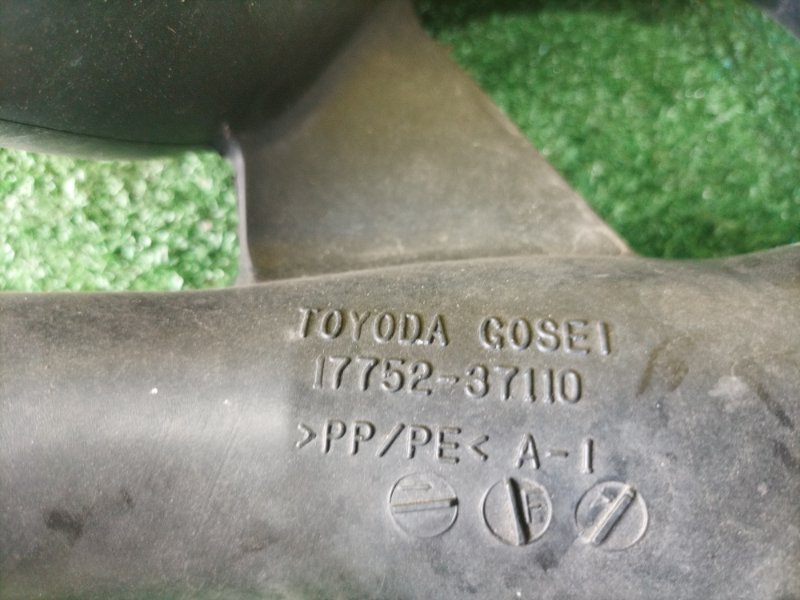 TOYODA GOSEI
17752-37110
>PP/PE< A-1